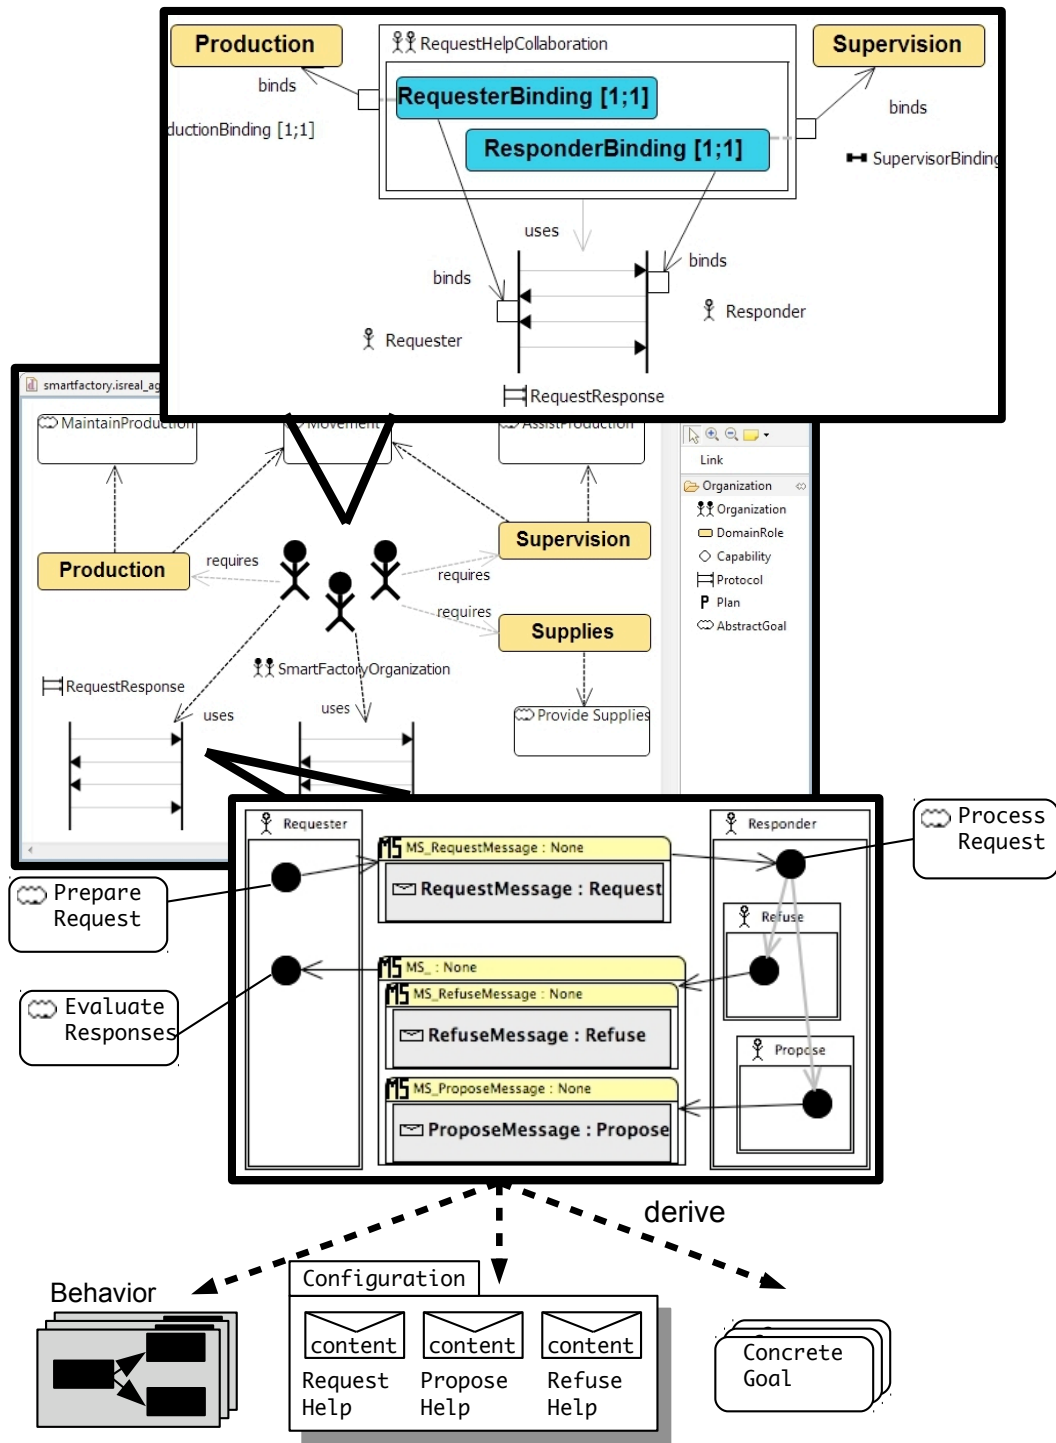 Production
RequestHelpCollaboration
Supervision
binds
RequesterBinding [1;1]
binds
ductionBinding [1;1]
ResponderBinding [1;1]
SupervisorBinding
uses
binds
binds
Requester
Responder
RequestResponse
smartfactory.isreal_ag
MaintainProduction
Movement
AssistProduction
Link
Organization
Organization
DomainRole
Capability
Protocol
Plan
AbstractGoal
Production
requires
Supervision
requires
requires
Supplies
SmartFactoryOrganization
RequestResponse
uses
uses
Provide Supplies
Requester
MS_RequestMessage : None
RequestMessage : Request
Responder
Process
Request
Prepare
Request
Refuse
MS_ : None
MS_RefuseMessage : None
RefuseMessage : Refuse
Evaluate
Responses
Propose
MS_ProposeMessage : None
ProposeMessage : Propose
derive
Behavior
Configuration
content
content
content
Request
Help
Propose
Help
Refuse
Help
Concrete
Goal